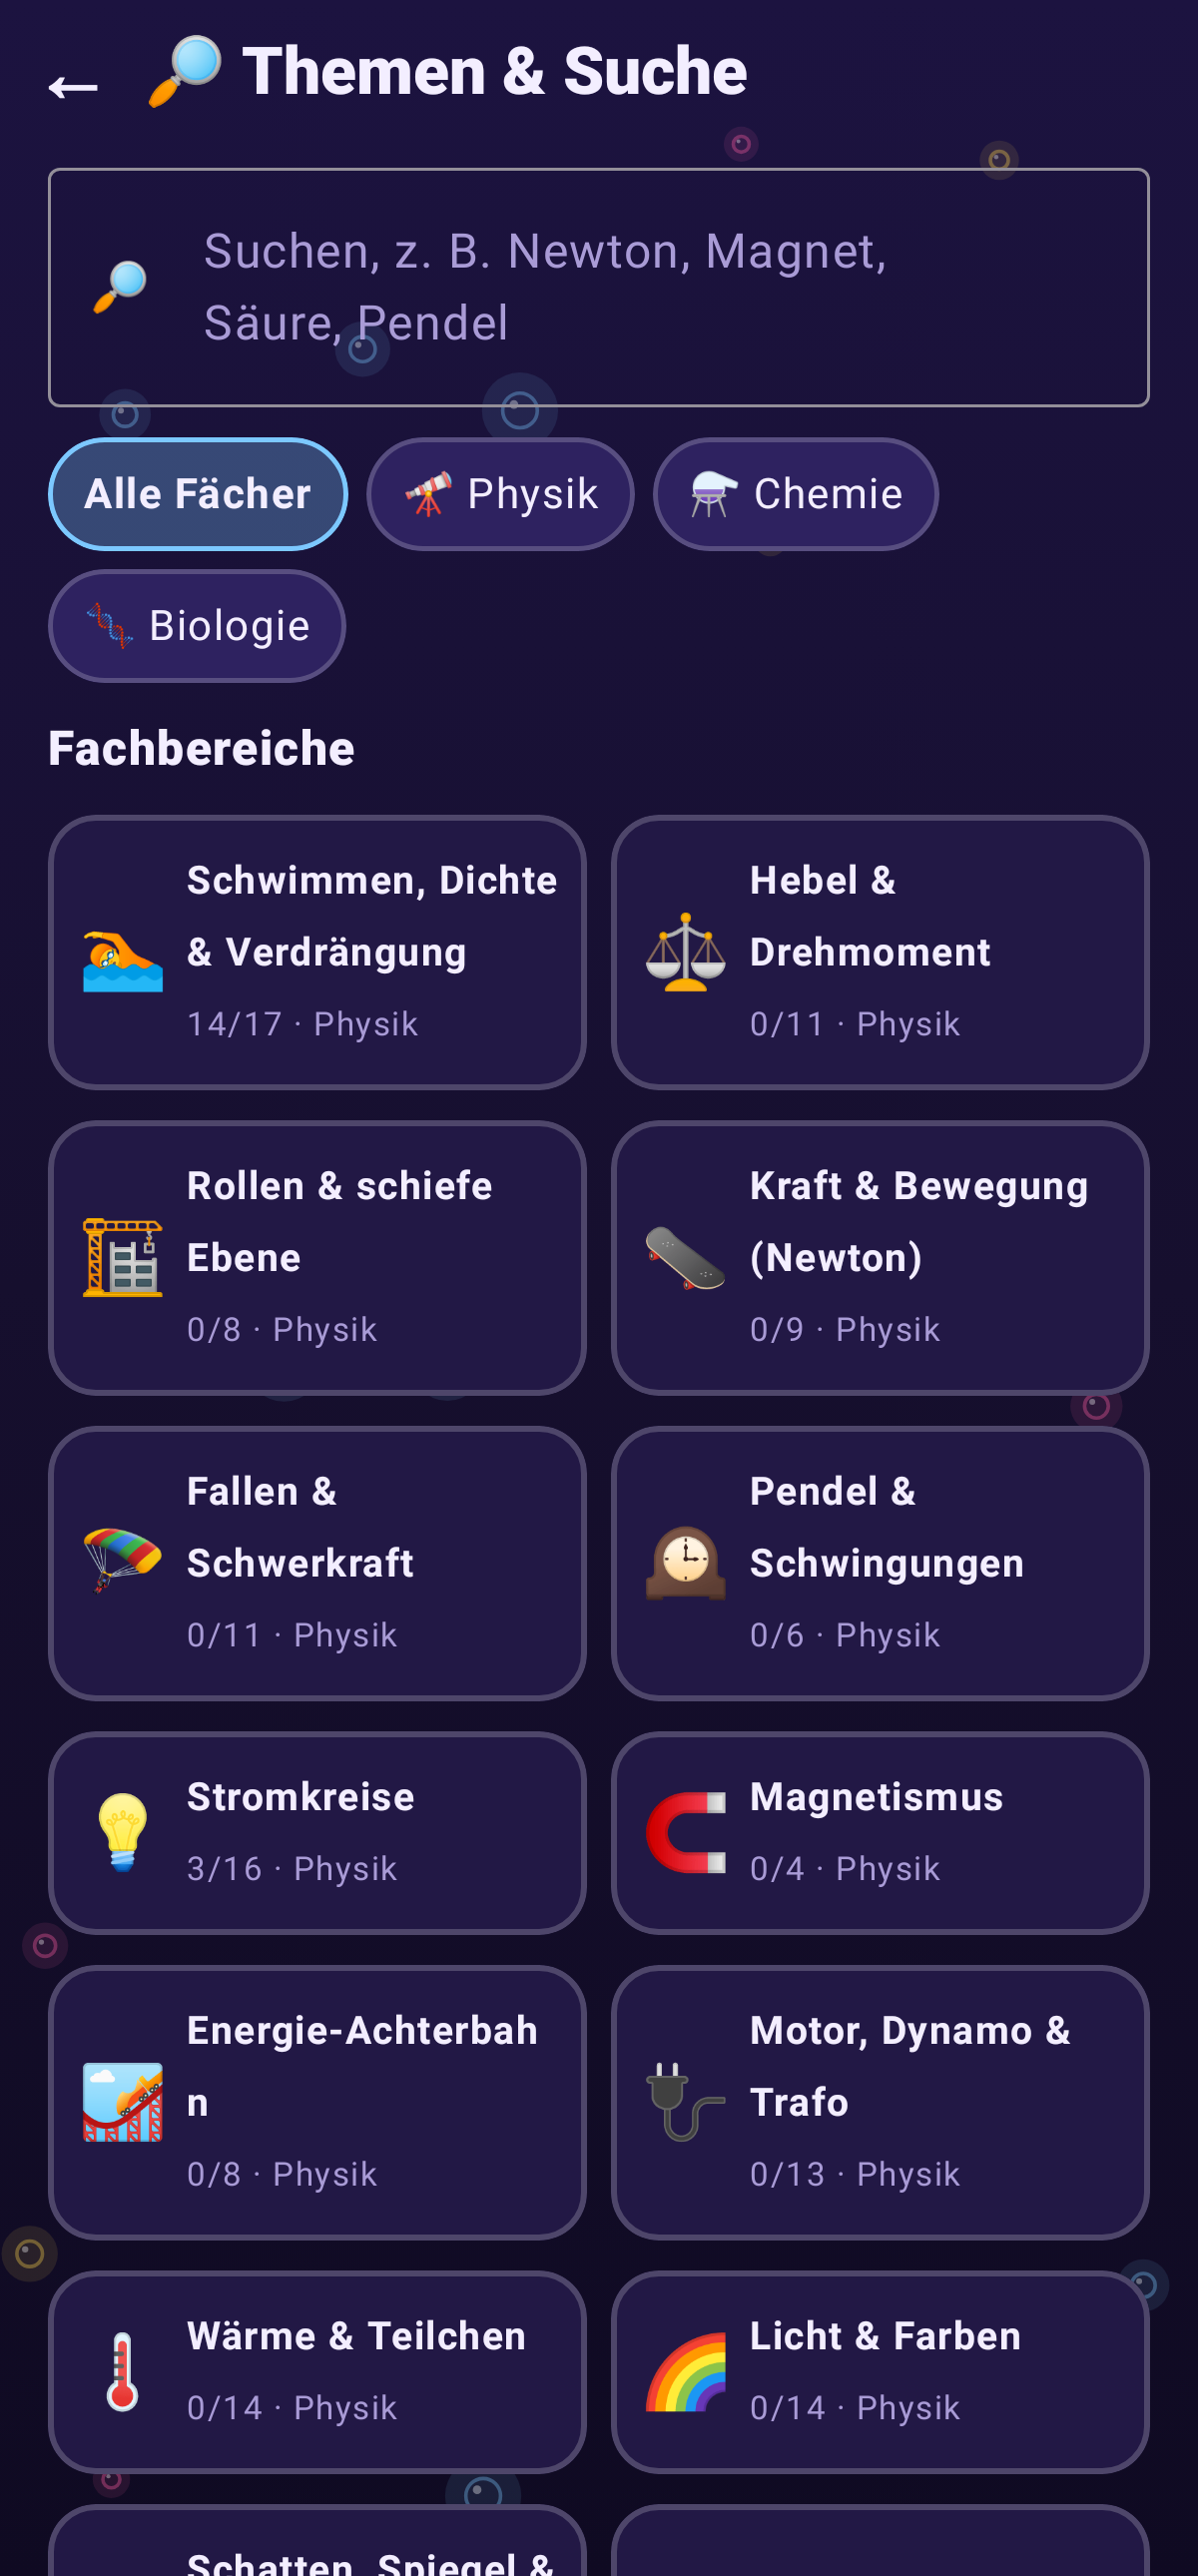 ← Themen & Suche
Suchen, z. B. Newton, Magnet,
Säure, Pendel
Alle Fächer
Physik
Chemie
Biologie
Fachbereiche
Schwimmen, Dichte
& Verdrängung
14/17 · Physik
Hebel &
Drehmoment
0/11 · Physik
Rollen & schiefe
Ebene
0/8 · Physik
Kraft & Bewegung
(Newton)
0/9 · Physik
Fallen &
Schwerkraft
0/11 · Physik
Pendel &
Schwingungen
0/6 · Physik
Stromkreise
3/16 · Physik
Magnetismus
0/4 · Physik
Energie-Achterbah
n
0/8 · Physik
Motor, Dynamo &
Trafo
0/13 · Physik
Wärme & Teilchen
0/14 · Physik
Licht & Farben
0/14 · Physik
Schatten, Spiegel &